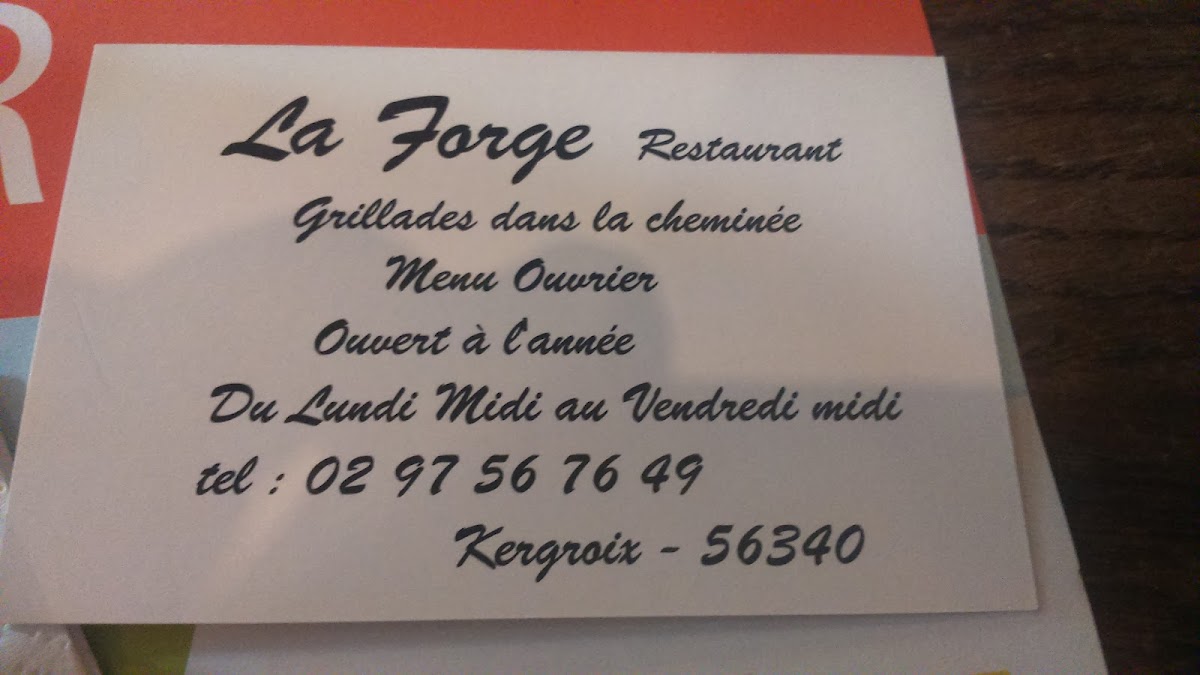 R
La Forge Restaurant
Grillades dans la cheminée
Menu Ouvrier
Ouvert à l'année
Du Lundi Midi au Vendredi midi
tel : 02 97 56 76 49
Kergroix - 56340